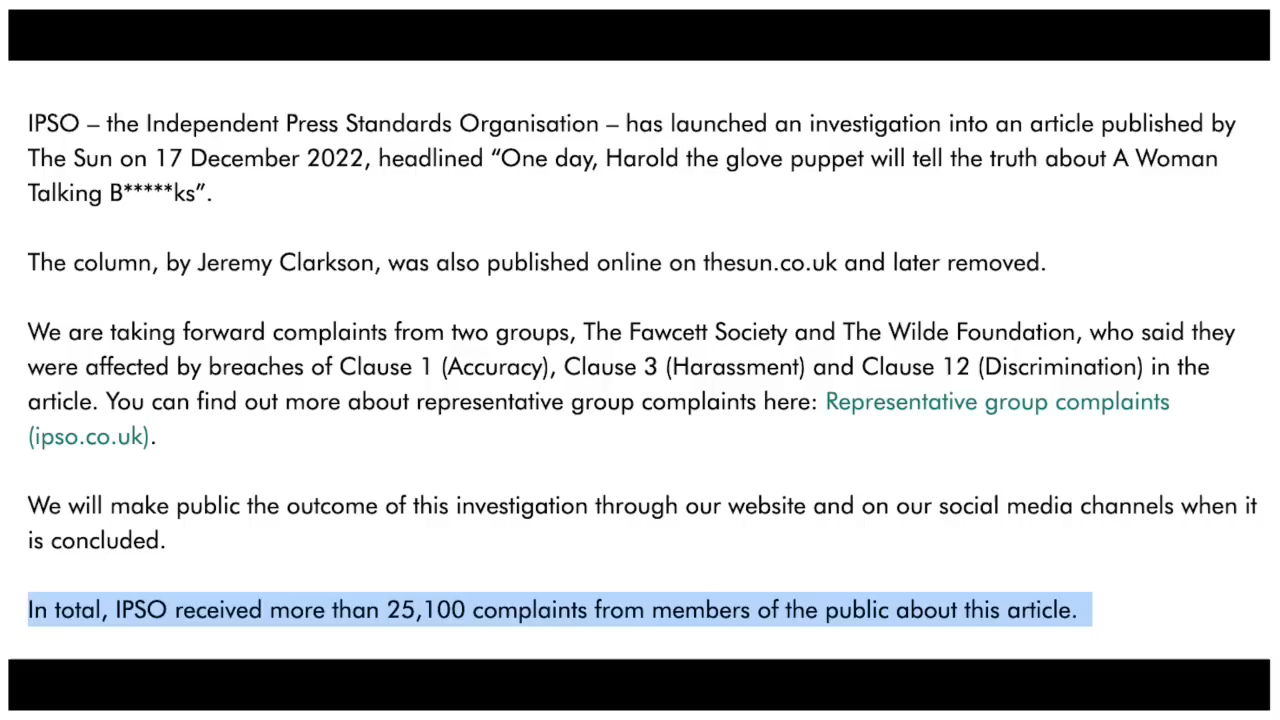 IPSO – the Independent Press Standards Organisation – has launched an investigation into an article published by
The Sun on 17 December 2022, headlined “One day, Harold the glove puppet will tell the truth about A Woman
Talking B*****ks”.
The column, by Jeremy Clarkson, was also published online on thesun.co.uk and later removed.
We are taking forward complaints from two groups, The Fawcett Society and The Wilde Foundation, who said they
were affected by breaches of Clause 1 (Accuracy), Clause 3 (Harassment) and Clause 12 (Discrimination) in the
article. You can find out more about representative group complaints here: Representative group complaints
(ipso.co.uk).
We will make public the outcome of this investigation through our website and on our social media channels when it
is concluded.
In total, IPSO received more than 25,100 complaints from members of the public about this article.